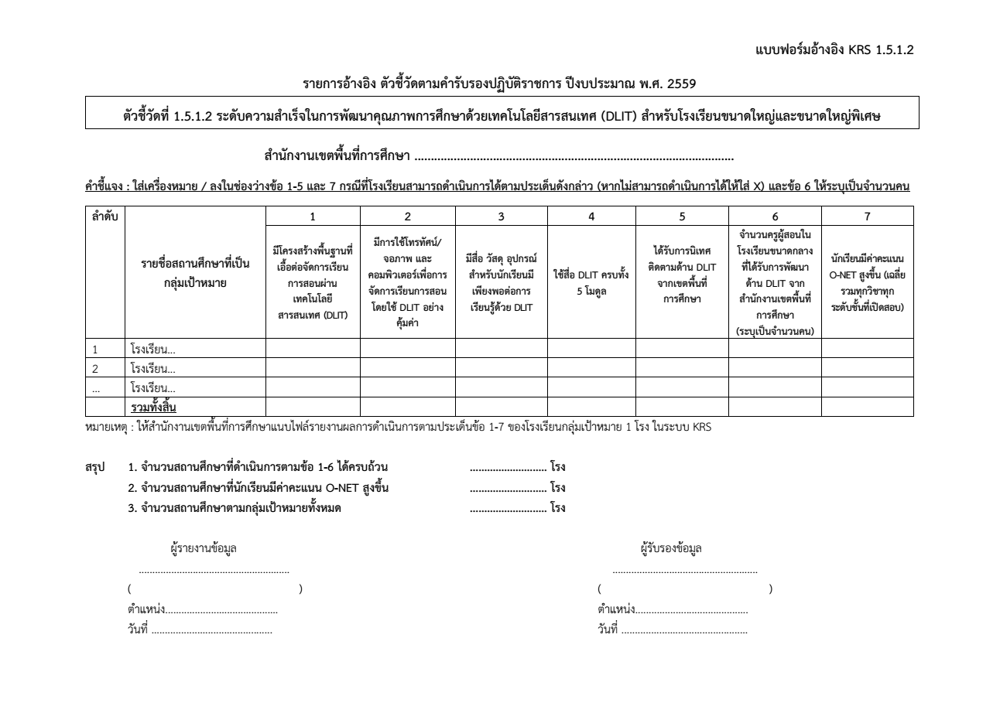 แบบฟอร์มอ้างอิง KRS 1.5.1.2
รายการอ้างอิง ตัวชี้วัดตามคำรับรองปฏิบัติราชการ ปีงบประมาณ พ.ศ. 2559
ตัวชี้วัดที่ 1.5.1.2 ระดับความสำเร็จในการพัฒนาคุณภาพการศึกษาด้วยเทคโนโลยีสารสนเทศ (DLIT) สำหรับโรงเรียนขนาดใหญ่และขนาดใหญ่พิเศษ
สำนักงานเขตพื้นที่การศึกษา ..................................................................................................
คำชี้แจง : ใส่เครื่องหมาย / ลงในช่องว่างข้อ 1-5 และ 7 กรณีที่โรงเรียนสามารถดำเนินการได้ตามประเด็นดังกล่าว (หากไม่สามารถดำเนินการได้ให้ใส่ X) และข้อ 6 ให้ระบุเป็นจำนวนคน
ลำดับ
รายชื่อสถานศึกษาที่เป็น
กลุ่มเป้าหมาย
1 2 3 4 5 6 7
มีโครงสร้างพื้นฐานที่
เอื้อต่อจัดการเรียน
การสอนผ่าน
เทคโนโลยี
สารสนเทศ (DLIT)
มีการใช้โทรทัศน์/
จอภาพ และ
คอมพิวเตอร์เพื่อการ
จัดการเรียนการสอน
โดยใช้ DLIT อย่าง
คุ้มค่า
มีสื่อ วัสดุ อุปกรณ์
สำหรับนักเรียนมี
เพียงพอต่อการ
เรียนรู้ด้วย DLIT
ใช้สื่อ DLIT ครบทั้ง
5 โมดูล
ได้รับการนิเทศ
ติดตามด้าน DLIT
จากเขตพื้นที่
การศึกษา
จำนวนครูผู้สอนใน
โรงเรียนขนาดกลาง
ที่ได้รับการพัฒนา
ด้าน DLIT จาก
สำนักงานเขตพื้นที่
การศึกษา
(ระบุเป็นจำนวนคน)
นักเรียนมีค่าคะแนน
O-NET สูงขึ้น (เฉลี่ย
รวมทุกวิชาทุก
ระดับชั้นที่เปิดสอบ)
1 โรงเรียน...
2 โรงเรียน...
... โรงเรียน...
รวมทั้งสิ้น
หมายเหตุ : ให้สำนักงานเขตพื้นที่การศึกษาแนบไฟล์รายงานผลการดำเนินการตามประเด็นข้อ 1-7 ของโรงเรียนกลุ่มเป้าหมาย 1 โรง ในระบบ KRS
สรุป 1. จำนวนสถานศึกษาที่ดำเนินการตามข้อ 1-6 ได้ครบถ้วน .......................... โรง
2. จำนวนสถานศึกษาที่นักเรียนมีค่าคะแนน O-NET สูงขึ้น .......................... โรง
3. จำนวนสถานศึกษาตามกลุ่มเป้าหมายทั้งหมด .......................... โรง
ผู้รายงานข้อมูล ผู้รับรองข้อมูล
........................................................ ......................................................
( ) ( )
ตำแหน่ง.......................................... ตำแหน่ง..........................................
วันที่ ............................................. วันที่ ...............................................